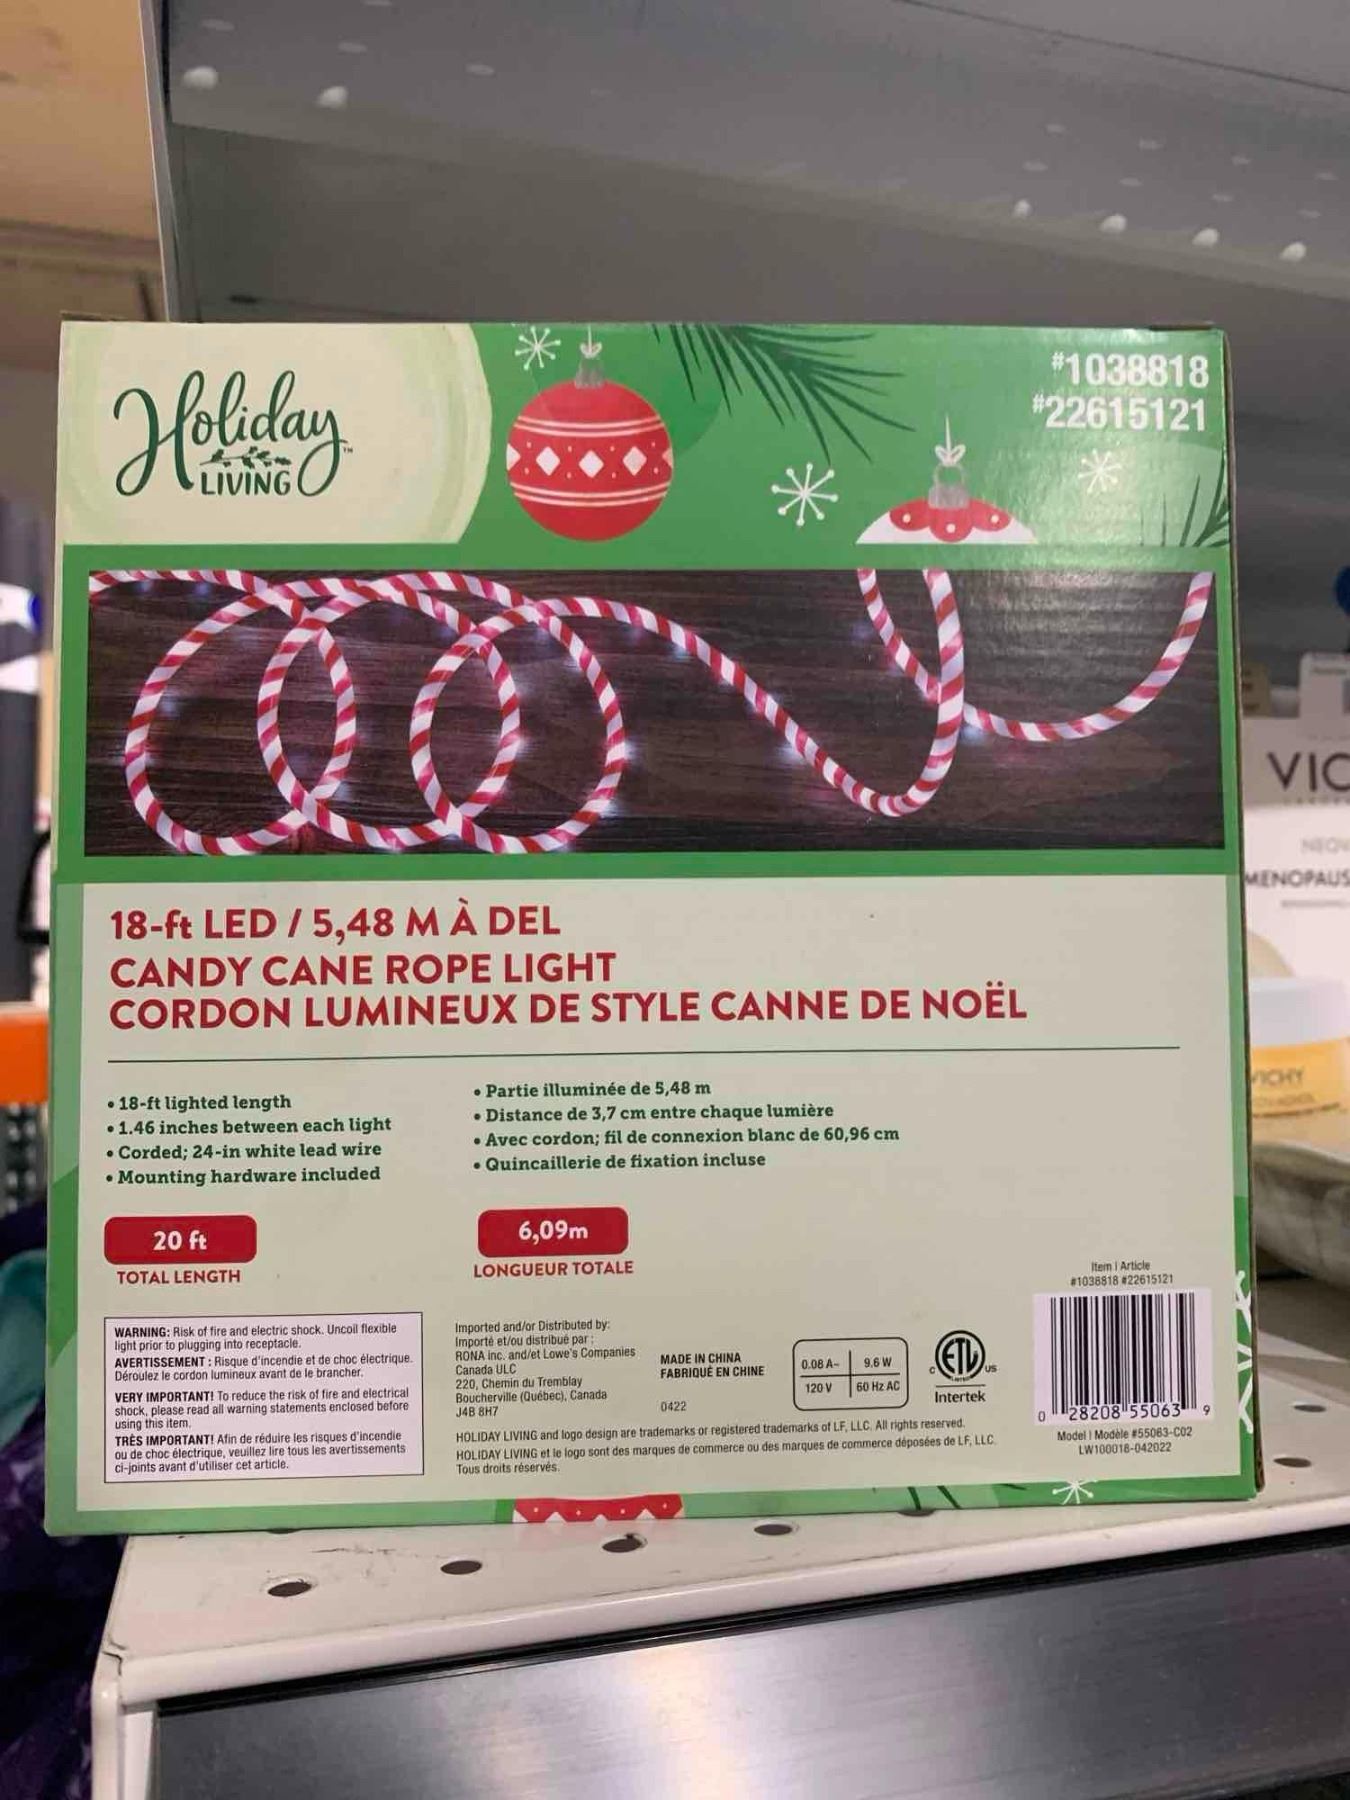 Holiday™
LIVING
#1038818
#22615121
18-ft LED / 5,48 M À DEL
CANDY CANE ROPE LIGHT
CORDON LUMINEUX DE STYLE CANNE DE NOËL
• 18-ft lighted length
• 1.46 inches between each light
• Corded; 24-in white lead wire
• Mounting hardware included
• Partie illuminée de 5,48 m
• Distance de 3,7 cm entre chaque lumière
• Avec cordon; fil de connexion blanc de 60,96 cm
• Quincaillerie de fixation incluse
20 ft
TOTAL LENGTH
6,09m
LONGUEUR TOTALE
WARNING: Risk of fire and electric shock. Uncoil flexible
light prior to plugging into receptacle.
AVERTISSEMENT : Risque d'incendie et de choc électrique.
Déroulez le cordon lumineux avant de le brancher.
VERY IMPORTANT! To reduce the risk of fire and electrical
shock, please read all warning statements enclosed before
using this item.
TRÈS IMPORTANT! Afin de réduire les risques d'incendie
ou de choc électrique, veuillez lire tous les avertissements
ci-joints avant d'utiliser cet article.
Imported and/or Distributed by:
Importé et/ou distribué par :
RONA inc. and/et Lowe's Companies
Canada ULC
220, Chemin du Tremblay
Boucherville (Québec), Canada
J4B 8H7
MADE IN CHINA
FABRIQUÉ EN CHINE
0422
0.08 A~ 9.6 W
120 V 60 Hz AC
C ETL US
LISTED
Intertek
HOLIDAY LIVING and logo design are trademarks or registered trademarks of LF, LLC. All rights reserved.
HOLIDAY LIVING et le logo sont des marques de commerce ou des marques de commerce déposées de LF, LLC.
Tous droits réservés.
Item | Article
#1038818 #22615121
0 28208 55063 9
Model | Modèle #55063-C02
LW100018-042022
VIC
NEOV
MENOPAUS
VICHY